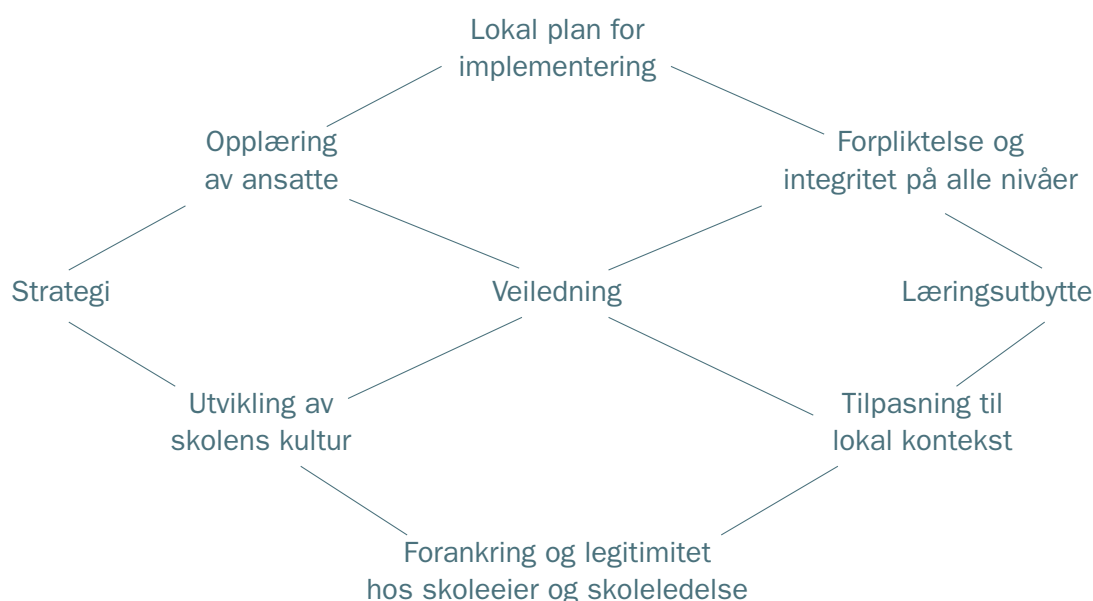 Lokal plan for
implementering
Opplæring
av ansatte
Forpliktelse og
integritet på alle nivåer
Strategi
Veiledning
Læringsutbytte
Utvikling av
skolens kultur
Tilpasning til
lokal kontekst
Forankring og legitimitet
hos skoleeier og skoleledelse